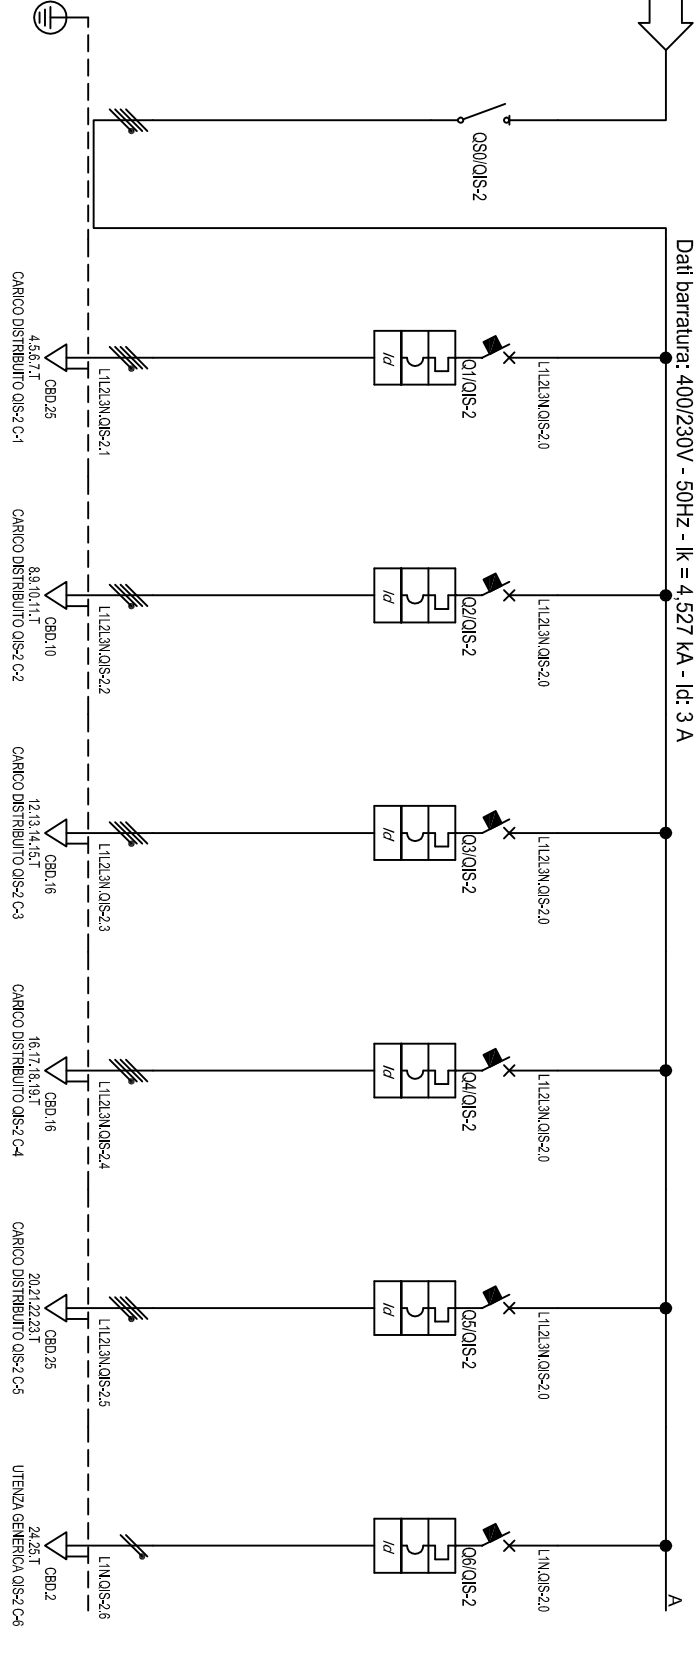 Dati barratura: 400/230V - 50Hz - Ik = 4,527 kA - Id: 3 A
A
QS0/QIS-2
L1L2L3N.QIS-2.0
Q1/QIS-2
Id
L1L2L3N.QIS-2.1
CBD.25
4.5.6.7.T
CARICO DISTRIBUITO QIS-2 C-1
L1L2L3N.QIS-2.0
Q2/QIS-2
Id
L1L2L3N.QIS-2.2
CBD.10
8.9.10.11.T
CARICO DISTRIBUITO QIS-2 C-2
L1L2L3N.QIS-2.0
Q3/QIS-2
Id
L1L2L3N.QIS-2.3
CBD.16
12.13.14.15.T
CARICO DISTRIBUITO QIS-2 C-3
L1L2L3N.QIS-2.0
Q4/QIS-2
Id
L1L2L3N.QIS-2.4
CBD.16
16.17.18.19.T
CARICO DISTRIBUITO QIS-2 C-4
L1L2L3N.QIS-2.0
Q5/QIS-2
Id
L1L2L3N.QIS-2.5
CBD.25
20.21.22.23.T
CARICO DISTRIBUITO QIS-2 C-5
L1N.QIS-2.0
Q6/QIS-2
Id
L1N.QIS-2.6
CBD.2
24.25.T
UTENZA GENERICA QIS-2 C-6